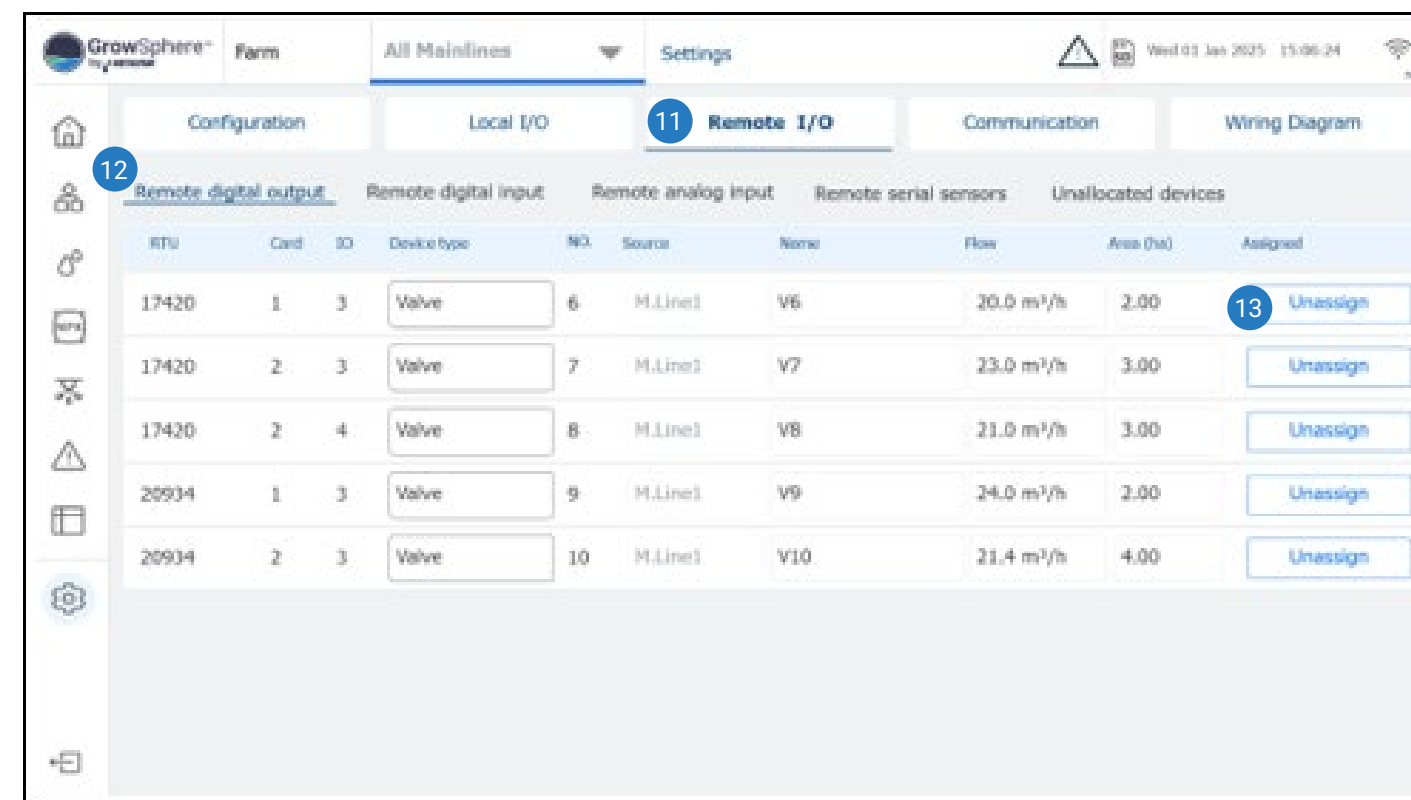 GrowSphere™ Farm All Mainlines Settings Wed 01 Jan 2025 15:06:24
Configuration Local I/O 11 Remote I/O Communication Wiring Diagram
12
Remote digital output Remote digital input Remote analog input Remote serial sensors Unallocated devices
RTU Card IO Device type NO. Source Name Flow Area (ha) Assigned
17420 1 3 Valve 6 M.Line1 V6 20.0 m³/h 2.00 13 Unassign
17420 2 3 Valve 7 M.Line1 V7 23.0 m³/h 3.00 Unassign
17420 2 4 Valve 8 M.Line1 V8 21.0 m³/h 3.00 Unassign
20934 1 3 Valve 9 M.Line1 V9 24.0 m³/h 2.00 Unassign
20934 2 3 Valve 10 M.Line1 V10 21.4 m³/h 4.00 Unassign